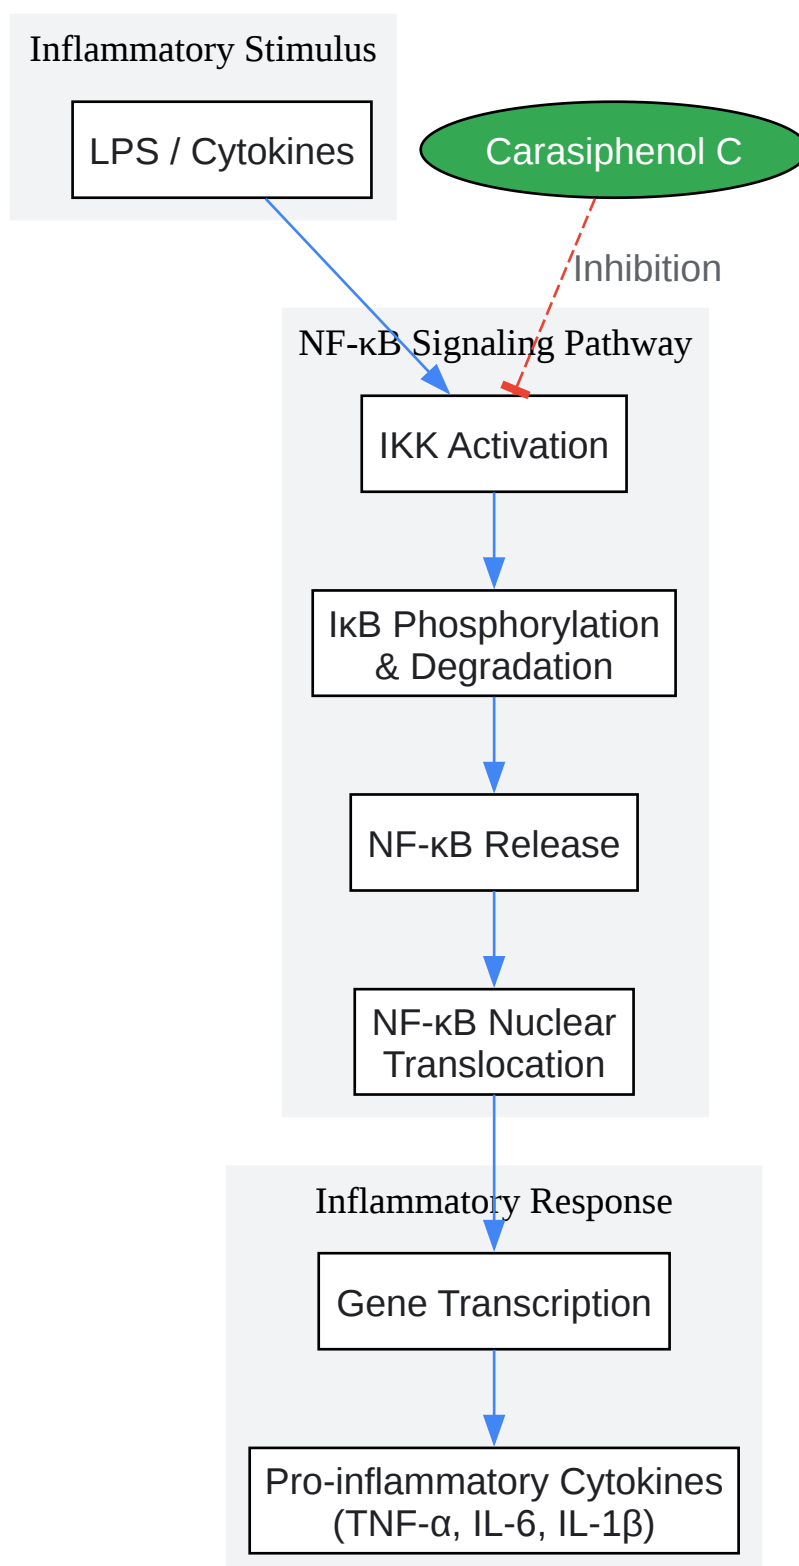 Inflammatory Stimulus
LPS / Cytokines
Carasiphenol C
Inhibition
NF-κB Signaling Pathway
IKK Activation
IκB Phosphorylation
& Degradation
NF-κB Release
NF-κB Nuclear
Translocation
Inflammatory Response
Gene Transcription
Pro-inflammatory Cytokines
(TNF-α, IL-6, IL-1β)